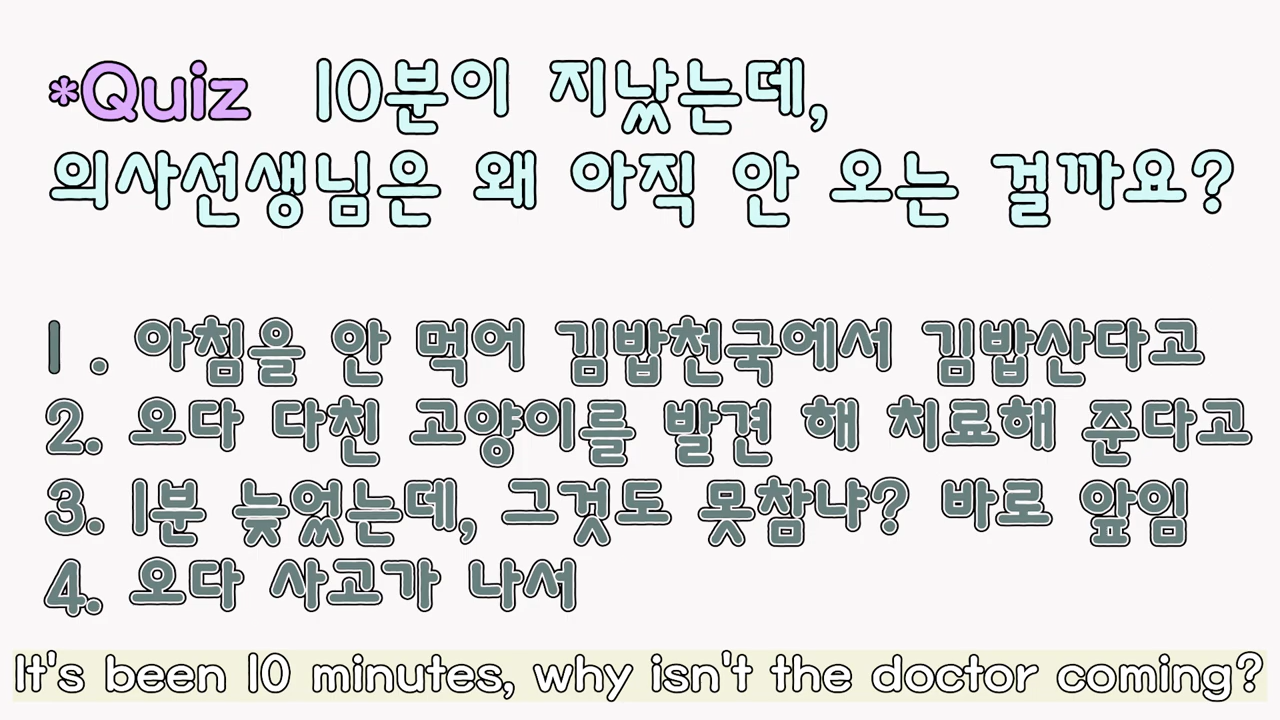 *Quiz 10분이 지났는데,
의사선생님은 왜 아직 안 오는 걸까요?
1. 아침을 안 먹어 김밥천국에서 김밥산다고
2. 오다 다친 고양이를 발견 해 치료해 준다고
3. 1분 늦었는데, 그것도 못참냐? 바로 앞임
4. 오다 사고가 나서
It's been 10 minutes, why isn't the doctor coming?